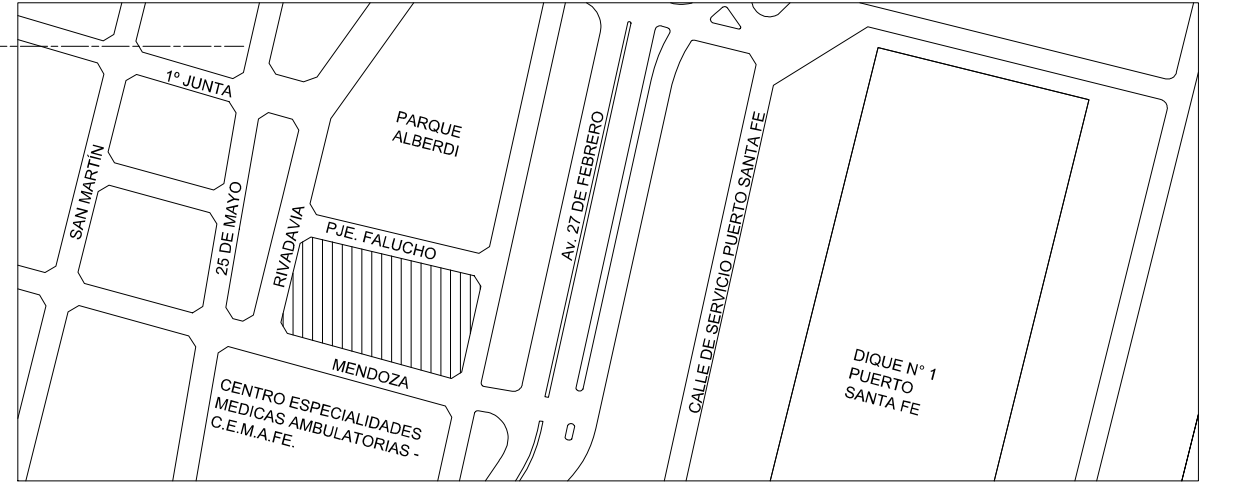 1º JUNTA
PARQUE
ALBERDI
SAN MARTÍN
25 DE MAYO
RIVADAVIA
PJE. FALUCHO
Av. 27 DE FEBRERO
CALLE DE SERVICIO PUERTO SANTA FE
MENDOZA
CENTRO ESPECIALIDADES
MEDICAS AMBULATORIAS -
C.E.M.A.FE.
DIQUE N° 1
PUERTO
SANTA FE